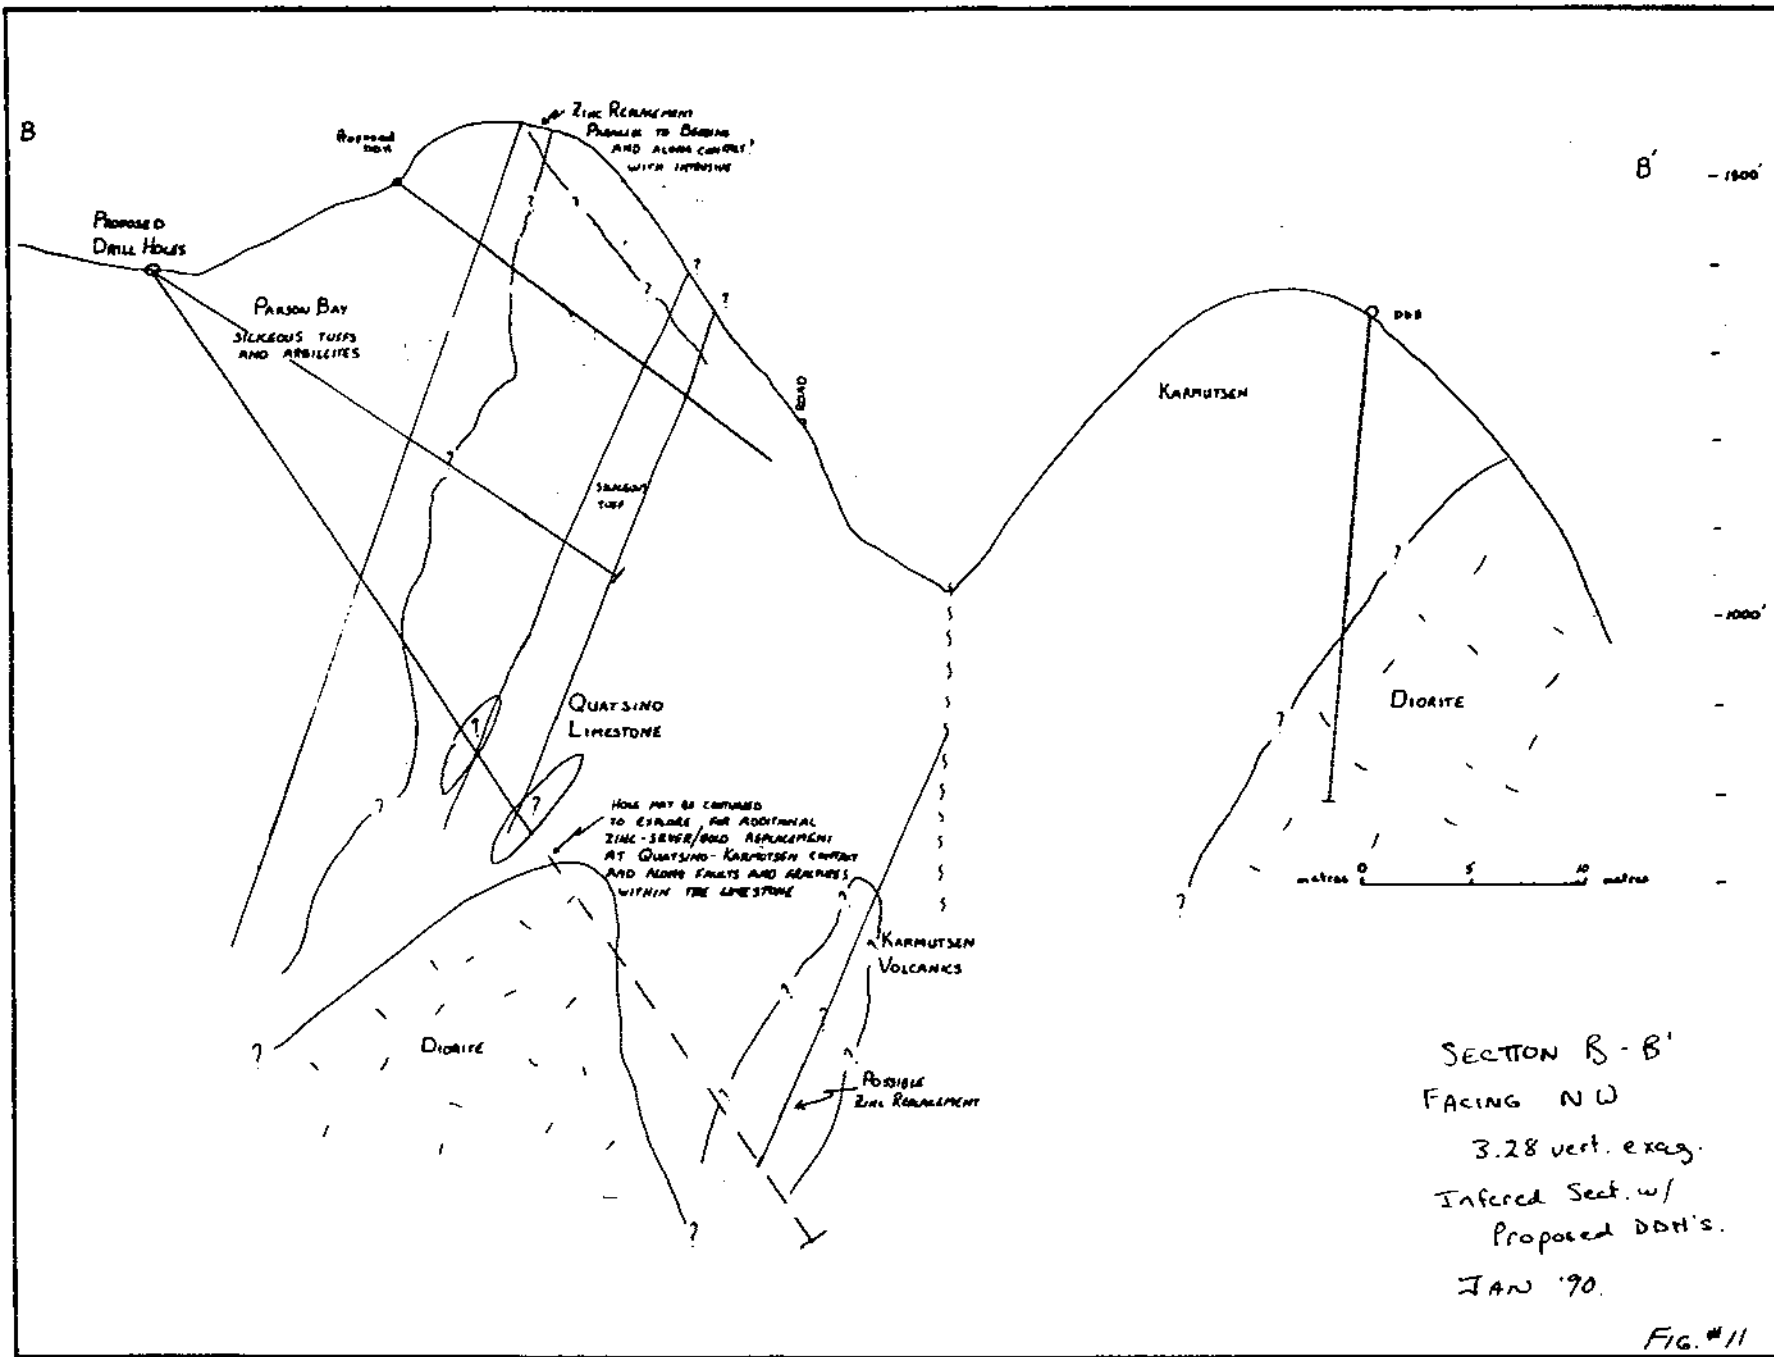 B
Proposed
DDH
Zinc Replacement
Parallel to Bedding
and along contact?
with intrusive
B'
- 1500'
Proposed
Drill Holes
Parson Bay
Siliceous Tuffs
and Argillites
?
?
?
?
?
Road
DDH
Karmutsen
?
Siliceous
Tuff
?
- 1000'
Quatsino
Limestone
Diorite
?
?
?
?
Hole may be continued
to explore for additional
zinc-silver/gold replacement
at Quatsino-Karmutsen contact
and along faults and fractures
within the limestone
metres 0 5 10 metres
?
?
Karmutsen
Volcanics
?
?
Diorite
?
?
?
Possible
Zinc Replacement
?
Section B - B'
Facing NW
3.28 vert. exag.
Infered Sect. w/
Proposed DDH's.
Jan '90.
Fig. #11